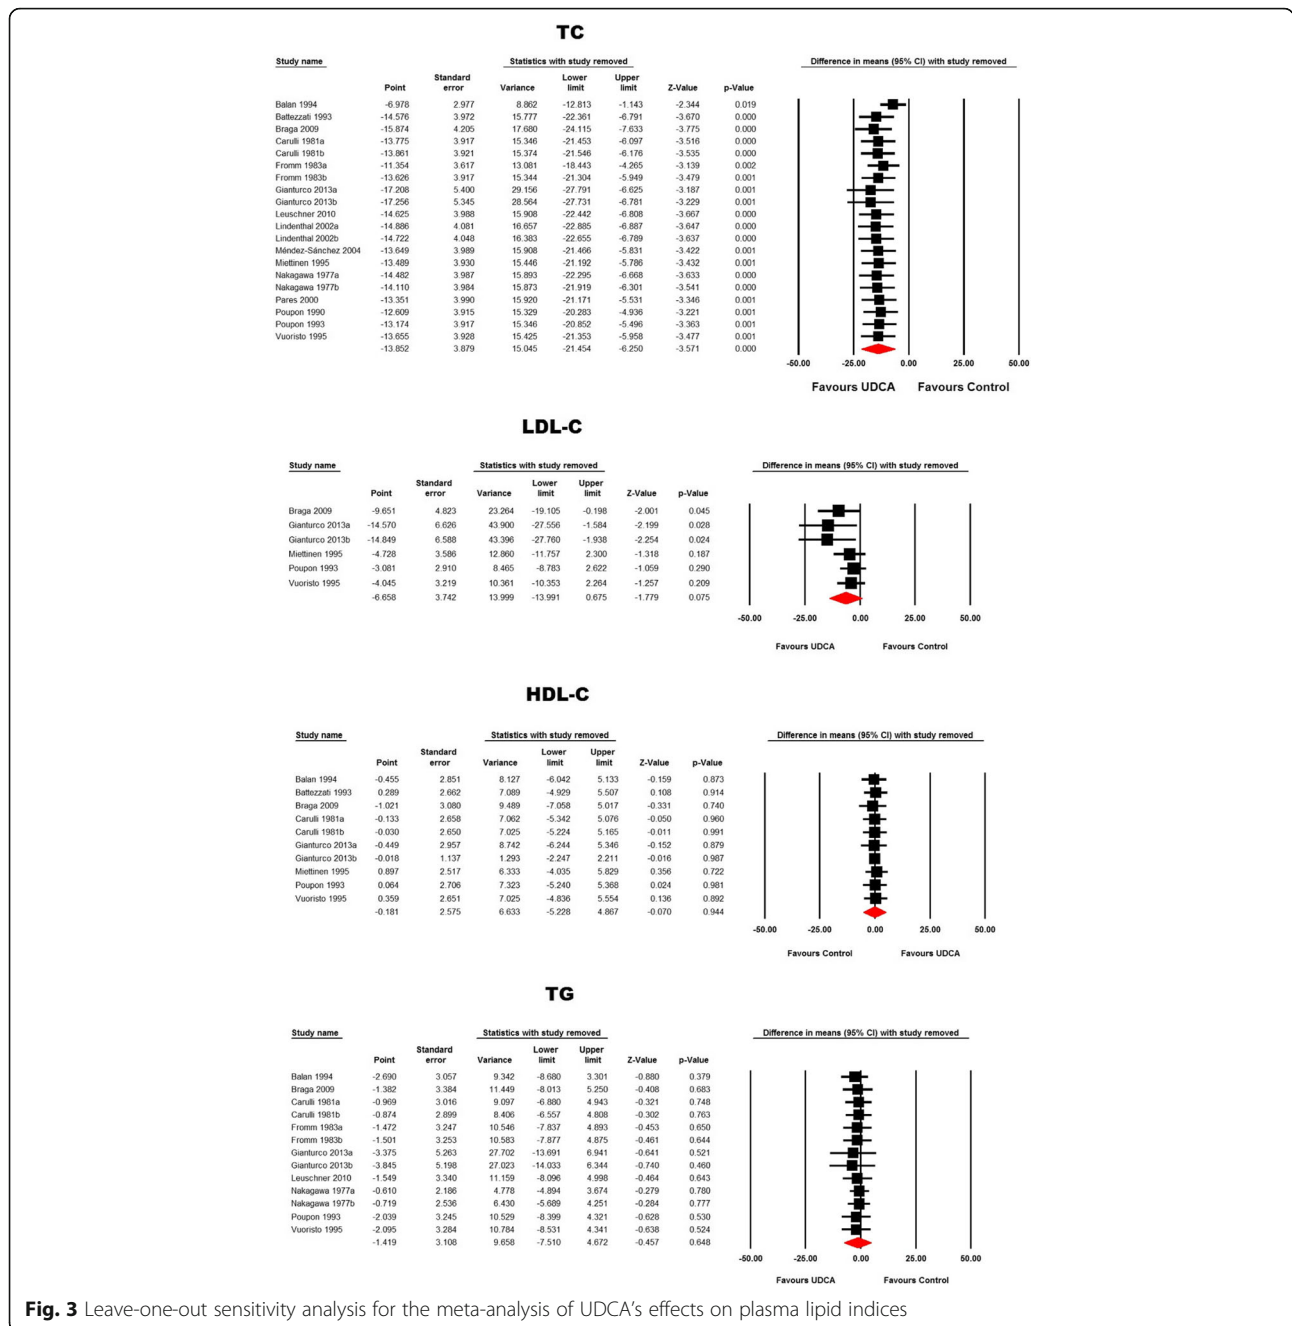 TC
Study name Statistics with study removed Difference in means (95% CI) with study removed
Standard Lower Upper
Point error Variance limit limit Z-Value p-Value
Balan 1994 -6.978 2.977 8.862 -12.813 -1.143 -2.344 0.019
Battezzati 1993 -14.576 3.972 15.777 -22.361 -6.791 -3.670 0.000
Braga 2009 -15.874 4.205 17.680 -24.115 -7.633 -3.775 0.000
Carulli 1981a -13.775 3.917 15.346 -21.453 -6.097 -3.516 0.000
Carulli 1981b -13.861 3.921 15.374 -21.546 -6.176 -3.535 0.000
Fromm 1983a -11.354 3.617 13.081 -18.443 -4.265 -3.139 0.002
Fromm 1983b -13.626 3.917 15.344 -21.304 -5.949 -3.479 0.001
Gianturco 2013a -17.208 5.400 29.156 -27.791 -6.625 -3.187 0.001
Gianturco 2013b -17.256 5.345 28.564 -27.731 -6.781 -3.229 0.001
Leuschner 2010 -14.625 3.988 15.908 -22.442 -6.808 -3.667 0.000
Lindenthal 2002a -14.886 4.081 16.657 -22.885 -6.887 -3.647 0.000
Lindenthal 2002b -14.722 4.048 16.383 -22.655 -6.789 -3.637 0.000
Méndez-Sánchez 2004 -13.649 3.989 15.908 -21.466 -5.831 -3.422 0.001
Miettinen 1995 -13.489 3.930 15.446 -21.192 -5.786 -3.432 0.001
Nakagawa 1977a -14.482 3.987 15.893 -22.295 -6.668 -3.633 0.000
Nakagawa 1977b -14.110 3.984 15.873 -21.919 -6.301 -3.541 0.000
Pares 2000 -13.351 3.990 15.920 -21.171 -5.531 -3.346 0.001
Poupon 1990 -12.609 3.915 15.329 -20.283 -4.936 -3.221 0.001
Poupon 1993 -13.174 3.917 15.346 -20.852 -5.496 -3.363 0.001
Vuoristo 1995 -13.655 3.928 15.425 -21.353 -5.958 -3.477 0.001
-13.852 3.879 15.045 -21.454 -6.250 -3.571 0.000
-50.00 -25.00 0.00 25.00 50.00
Favours UDCA Favours Control
LDL-C
Study name Statistics with study removed Difference in means (95% CI) with study removed
Standard Lower Upper
Point error Variance limit limit Z-Value p-Value
Braga 2009 -9.651 4.823 23.264 -19.105 -0.198 -2.001 0.045
Gianturco 2013a -14.570 6.626 43.900 -27.556 -1.584 -2.199 0.028
Gianturco 2013b -14.849 6.588 43.396 -27.760 -1.938 -2.254 0.024
Miettinen 1995 -4.728 3.586 12.860 -11.757 2.300 -1.318 0.187
Poupon 1993 -3.081 2.910 8.465 -8.783 2.622 -1.059 0.290
Vuoristo 1995 -4.045 3.219 10.361 -10.353 2.264 -1.257 0.209
-6.658 3.742 13.999 -13.991 0.675 -1.779 0.075
-50.00 -25.00 0.00 25.00 50.00
Favours UDCA Favours Control
HDL-C
Study name Statistics with study removed Difference in means (95% CI) with study removed
Standard Lower Upper
Point error Variance limit limit Z-Value p-Value
Balan 1994 -0.455 2.851 8.127 -6.042 5.133 -0.159 0.873
Battezzati 1993 0.289 2.662 7.089 -4.929 5.507 0.108 0.914
Braga 2009 -1.021 3.080 9.489 -7.058 5.017 -0.331 0.740
Carulli 1981a -0.133 2.658 7.062 -5.342 5.076 -0.050 0.960
Carulli 1981b -0.030 2.650 7.025 -5.224 5.165 -0.011 0.991
Gianturco 2013a -0.449 2.957 8.742 -6.244 5.346 -0.152 0.879
Gianturco 2013b -0.018 1.137 1.293 -2.247 2.211 -0.016 0.987
Miettinen 1995 0.897 2.517 6.333 -4.035 5.829 0.356 0.722
Poupon 1993 0.064 2.706 7.323 -5.240 5.368 0.024 0.981
Vuoristo 1995 0.359 2.651 7.025 -4.836 5.554 0.136 0.892
-0.181 2.575 6.633 -5.228 4.867 -0.070 0.944
-50.00 -25.00 0.00 25.00 50.00
Favours Control Favours UDCA
TG
Study name Statistics with study removed Difference in means (95% CI) with study removed
Standard Lower Upper
Point error Variance limit limit Z-Value p-Value
Balan 1994 -2.690 3.057 9.342 -8.680 3.301 -0.880 0.379
Braga 2009 -1.382 3.384 11.449 -8.013 5.250 -0.408 0.683
Carulli 1981a -0.969 3.016 9.097 -6.880 4.943 -0.321 0.748
Carulli 1981b -0.874 2.899 8.406 -6.557 4.808 -0.302 0.763
Fromm 1983a -1.472 3.247 10.546 -7.837 4.893 -0.453 0.650
Fromm 1983b -1.501 3.253 10.583 -7.877 4.875 -0.461 0.644
Gianturco 2013a -3.375 5.263 27.702 -13.691 6.941 -0.641 0.521
Gianturco 2013b -3.845 5.198 27.023 -14.033 6.344 -0.740 0.460
Leuschner 2010 -1.549 3.340 11.159 -8.096 4.998 -0.464 0.643
Nakagawa 1977a -0.610 2.186 4.778 -4.894 3.674 -0.279 0.780
Nakagawa 1977b -0.719 2.536 6.430 -5.689 4.251 -0.284 0.777
Poupon 1993 -2.039 3.245 10.529 -8.399 4.321 -0.628 0.530
Vuoristo 1995 -2.095 3.284 10.784 -8.531 4.341 -0.638 0.524
-1.419 3.108 9.658 -7.510 4.672 -0.457 0.648
-50.00 -25.00 0.00 25.00 50.00
Favours UDCA Favours Control
Fig. 3 Leave-one-out sensitivity analysis for the meta-analysis of UDCA's effects on plasma lipid indices